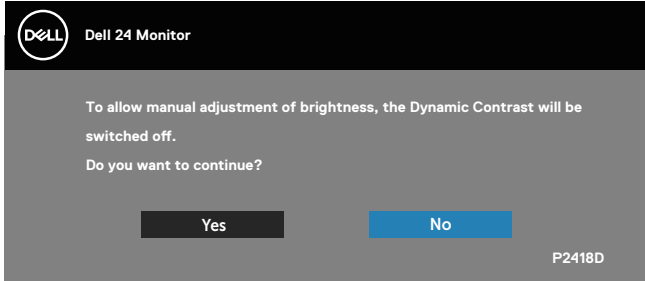 DELL
Dell 24 Monitor
To allow manual adjustment of brightness, the Dynamic Contrast will be
switched off.
Do you want to continue?
Yes
No
P2418D